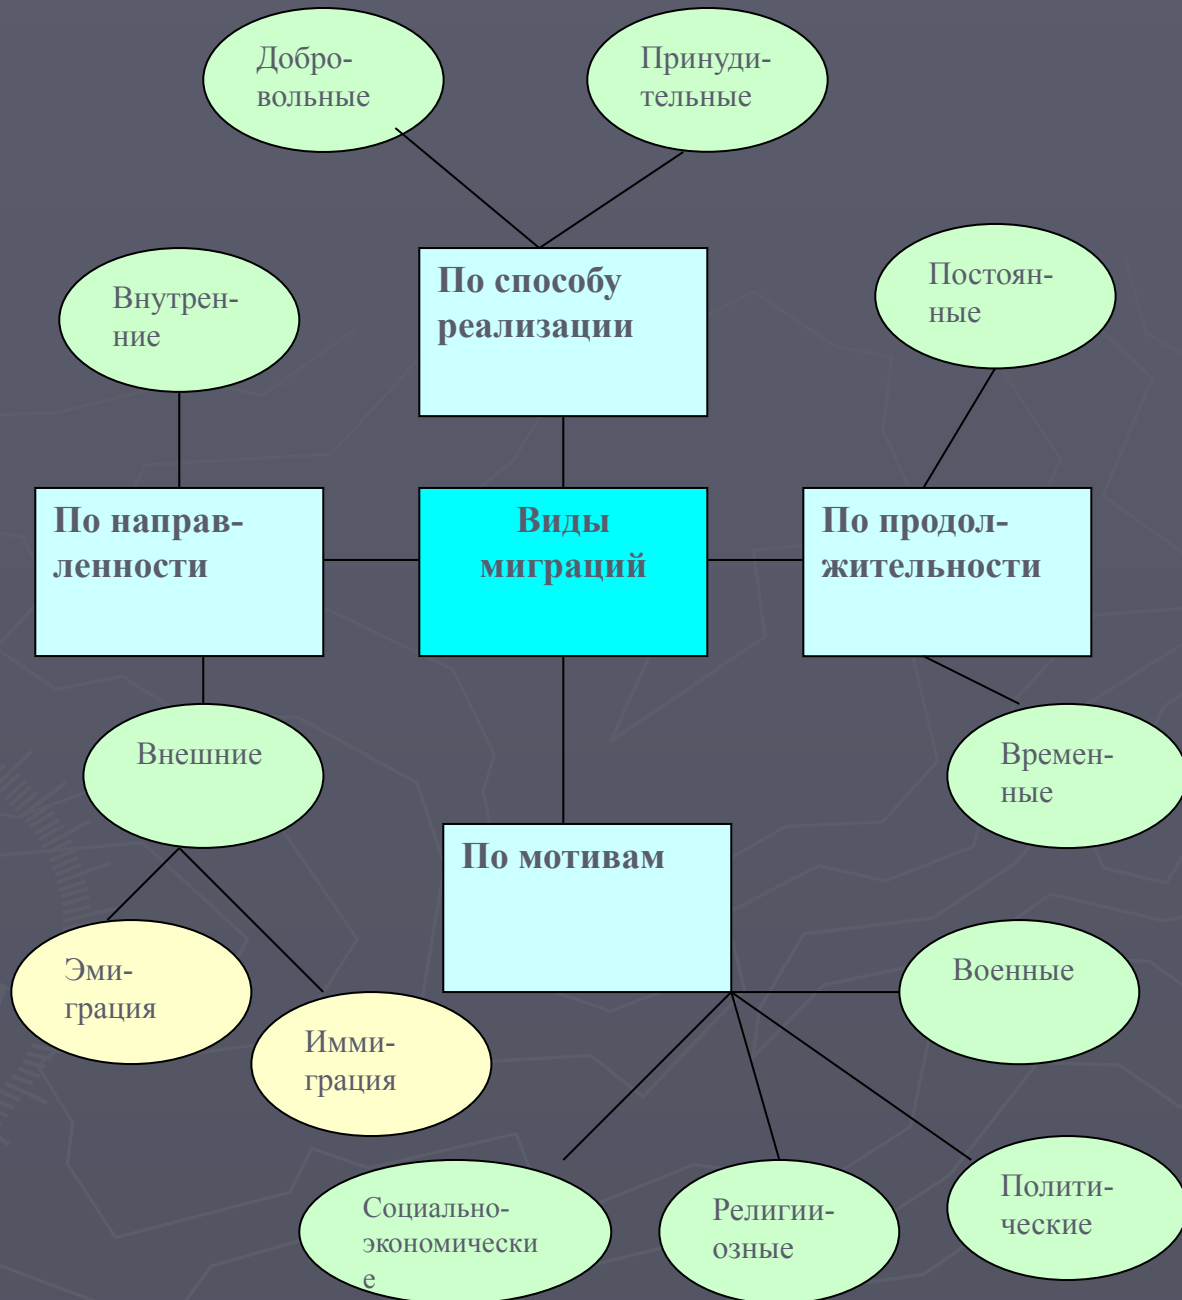 Добро-
вольные
Принуди-
тельные
Внутрен-
ние
По способу
реализации
Постоян-
ные
По направ-
ленности
Виды
миграций
По продол-
жительности
Внешние
Времен-
ные
По мотивам
Эми-
грация
Имми-
грация
Военные
Социально-
экономически
е
Религии-
озные
Полити-
ческие